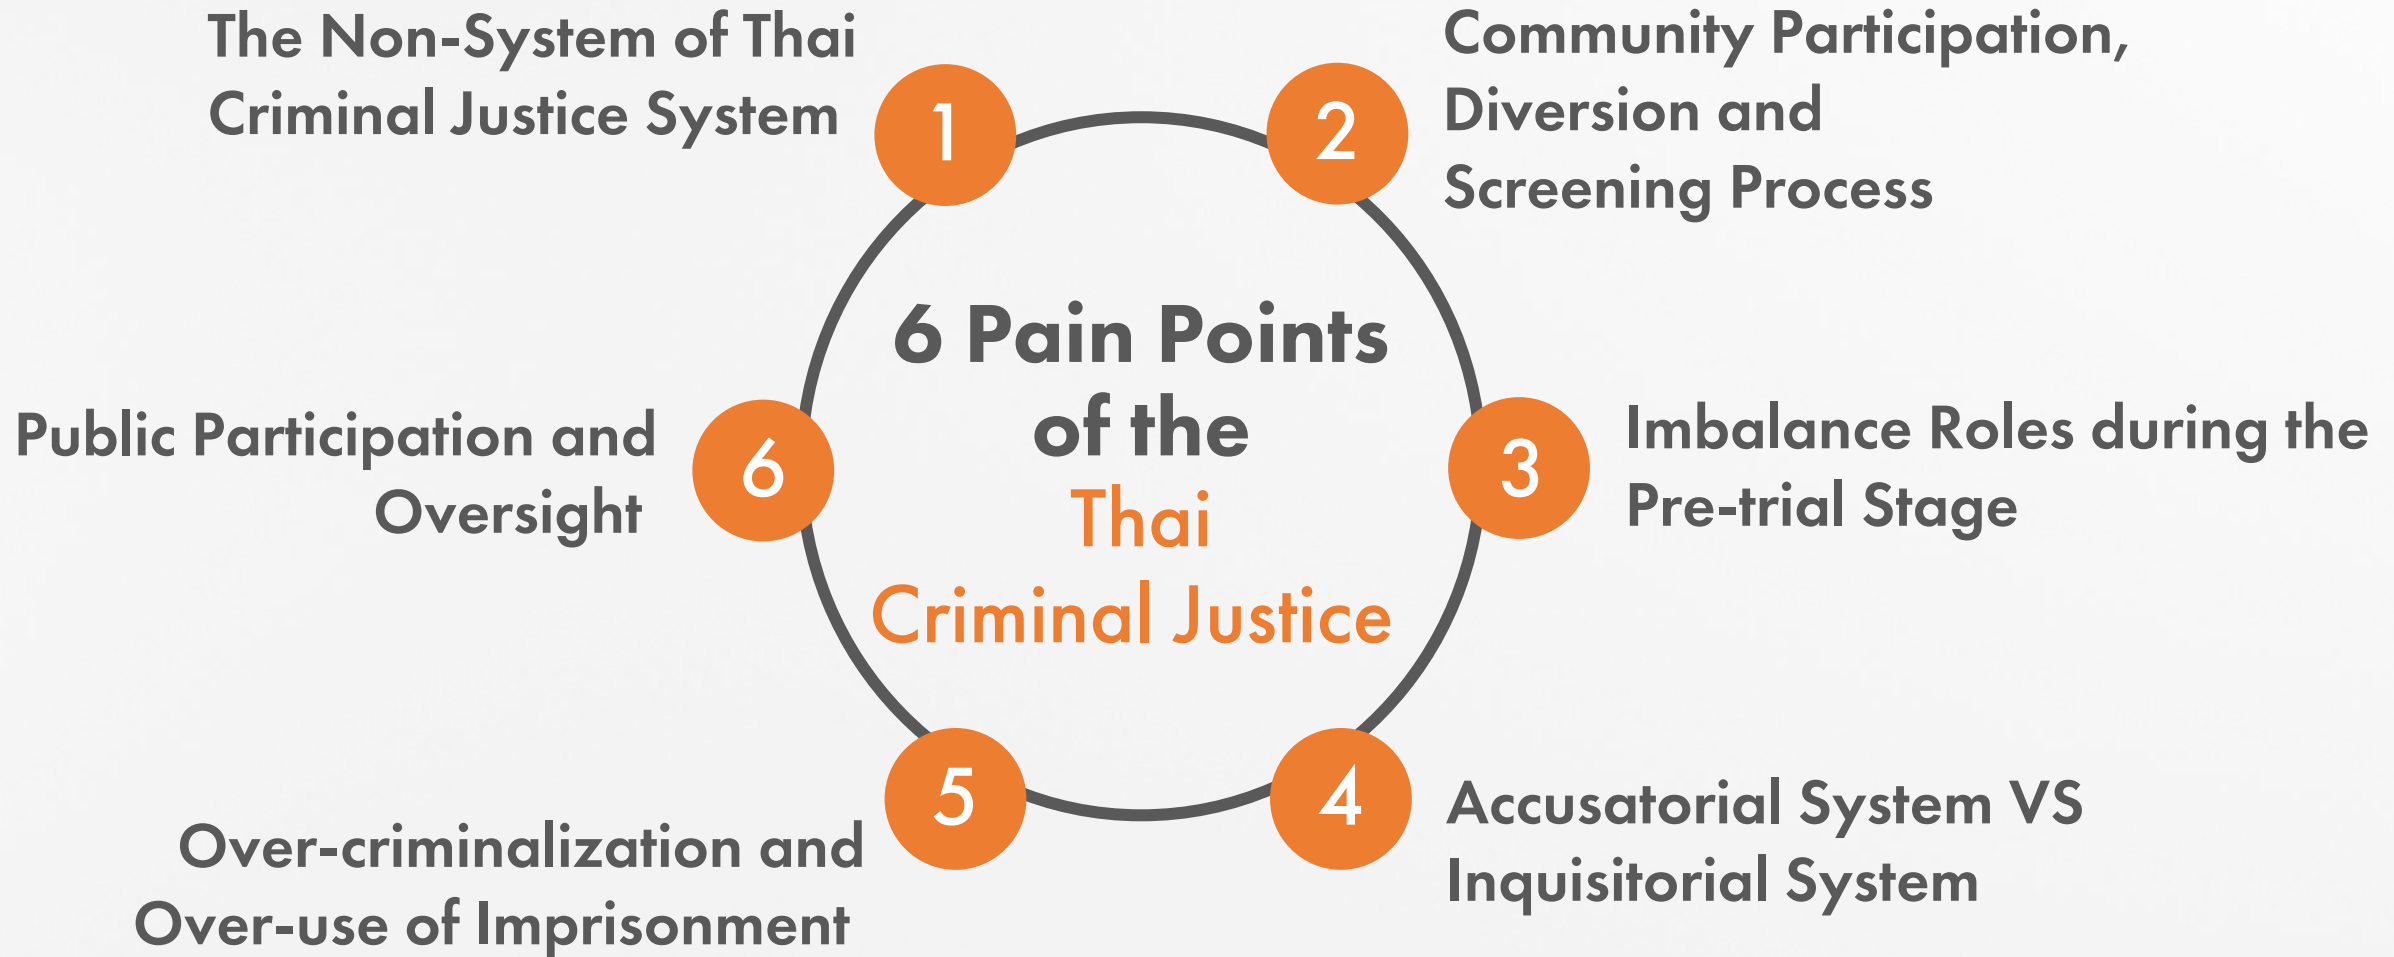 6 Pain Points
of the
Thai
Criminal Justice
1
The Non-System of Thai
Criminal Justice System
2
Community Participation,
Diversion and
Screening Process
3
Imbalance Roles during the
Pre-trial Stage
4
Accusatorial System VS
Inquisitorial System
5
Over-criminalization and
Over-use of Imprisonment
6
Public Participation and
Oversight